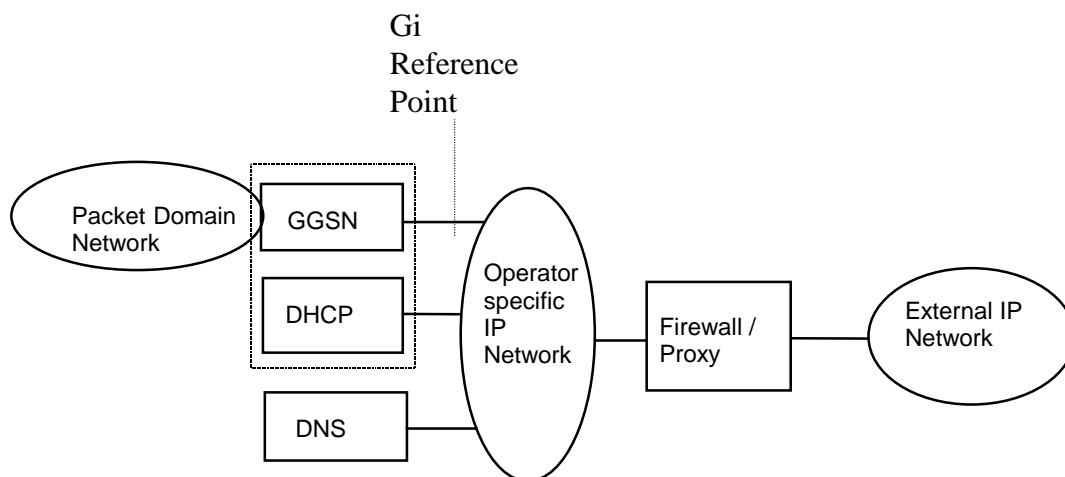 Gi
Reference
Point
Packet Domain
Network
GGSN
DHCP
DNS
Operator
specific
IP
Network
Firewall /
Proxy
External IP
Network